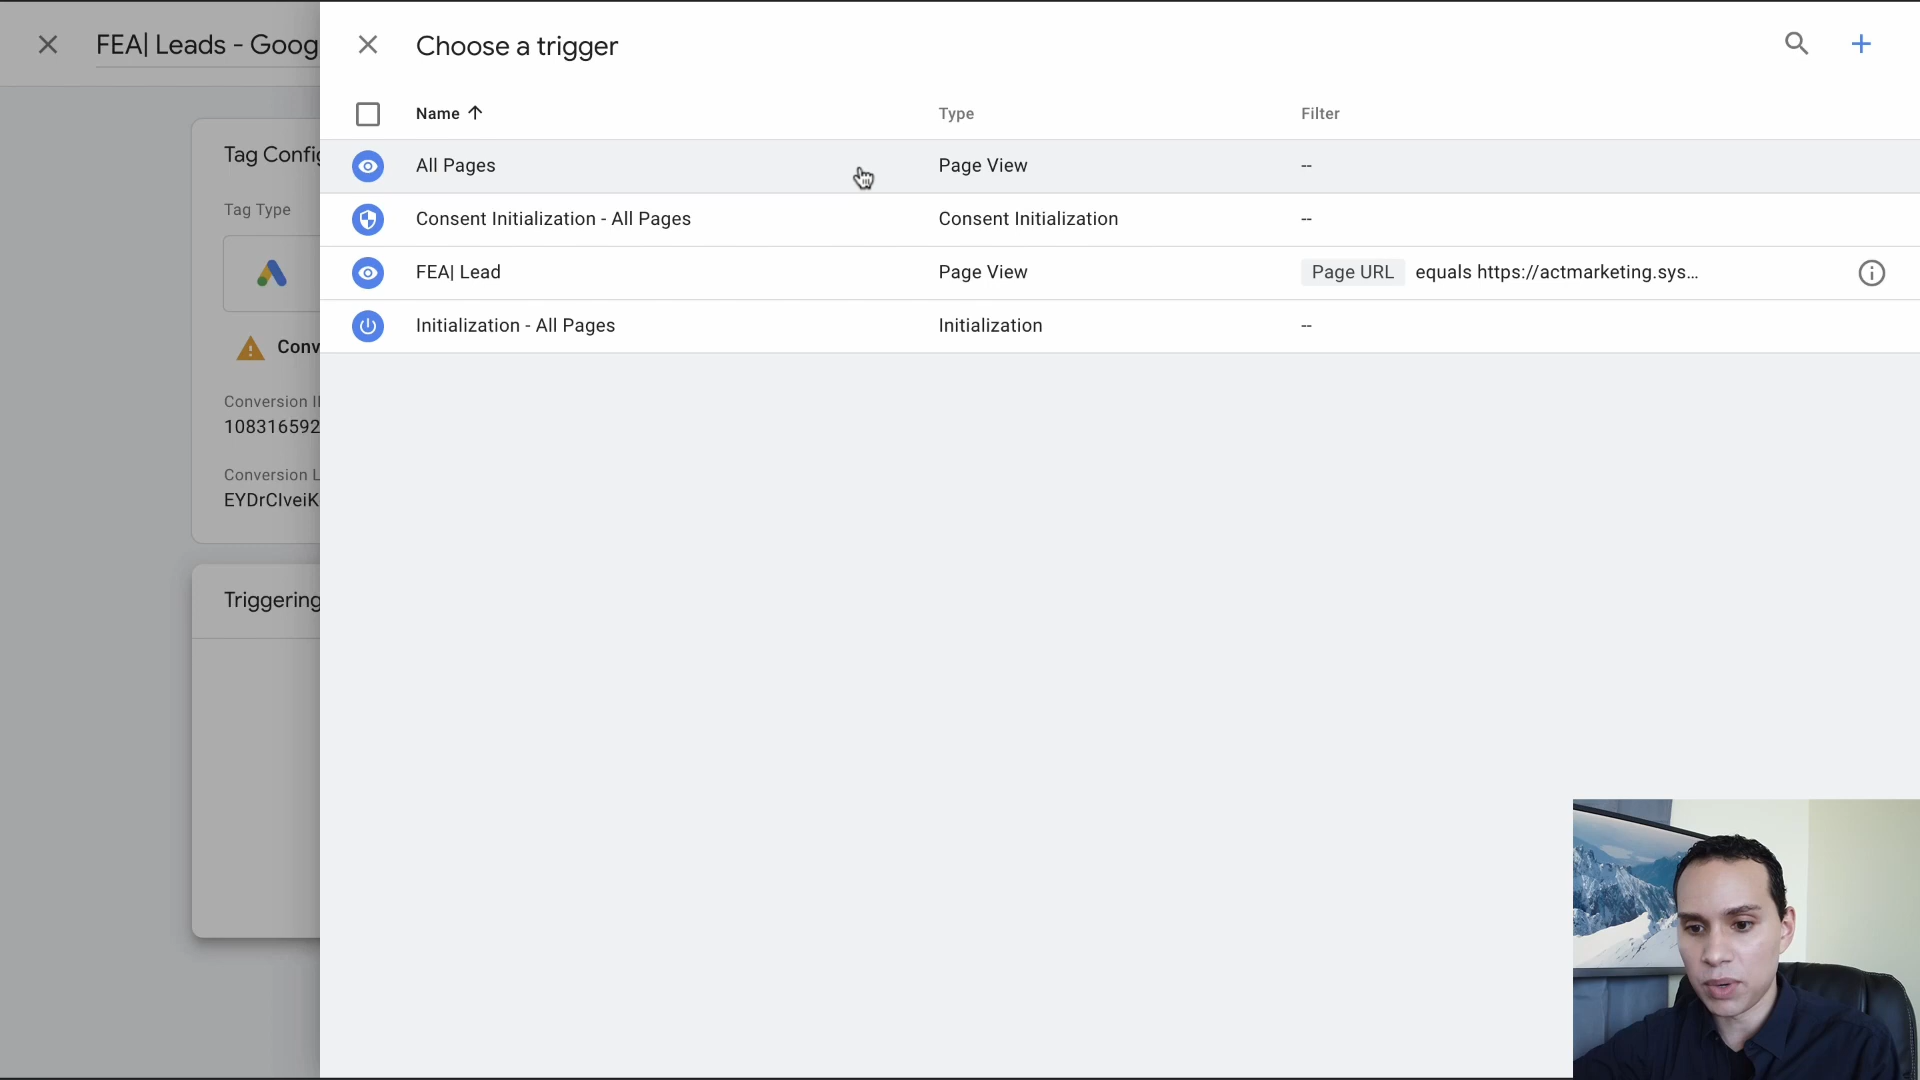 FEA| Leads - Goog
Choose a trigger
Name Type Filter
All Pages Page View --
Consent Initialization - All Pages Consent Initialization --
FEA| Lead Page View Page URL equals https://actmarketing.sys...
Initialization - All Pages Initialization --
Tag Config
Tag Type
Conv
Conversion I
108316592
Conversion L
EYDrCIveiK
Triggering